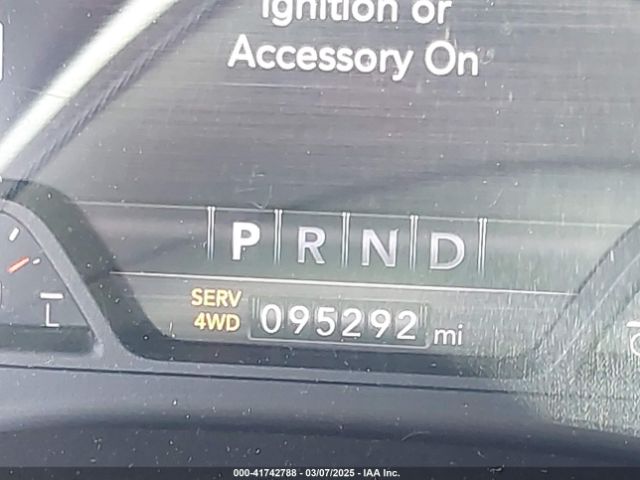 Ignition or
Accessory On
P R N D
SERV
4WD 095292 mi
L
000-41742788 - 03/07/2025 - IAA Inc.